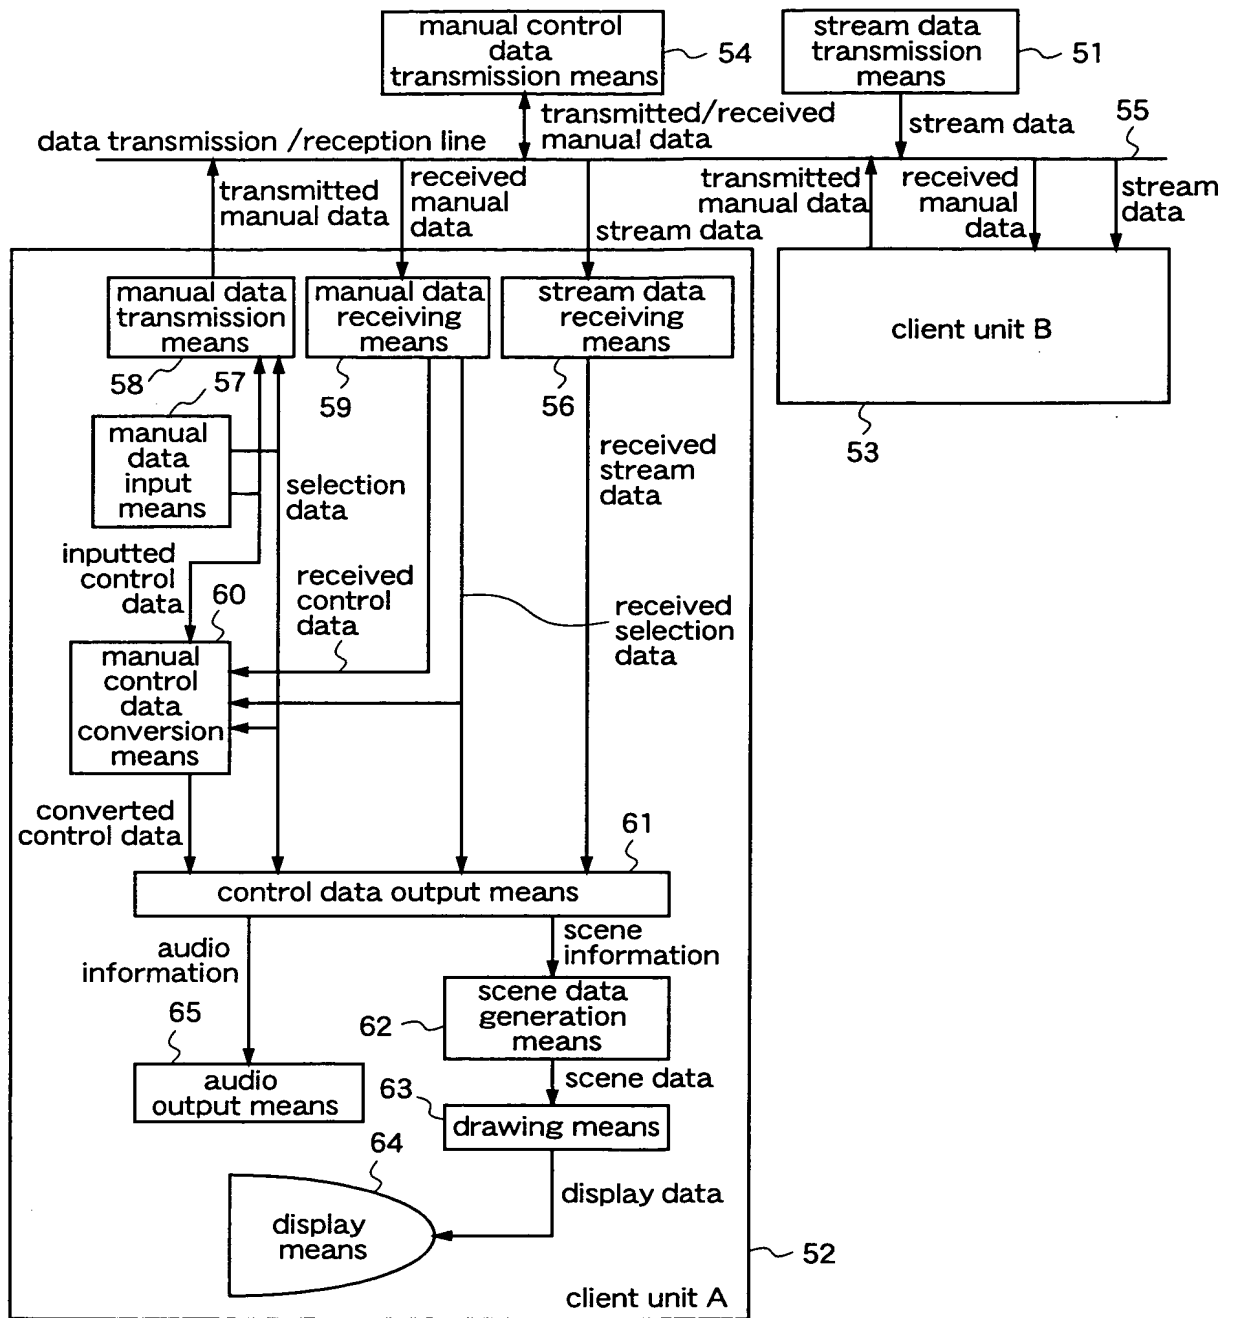 manual control
data
transmission means
54
stream data
transmission
means
51
transmitted/received
manual data
stream data
55
data transmission /reception line
transmitted
manual data
received
manual
data
stream data
transmitted
manual data
received
manual
data
stream
data
manual data
transmission
means
58
manual data
receiving
means
59
stream data
receiving
means
56
client unit B
53
57
manual
data
input
means
selection
data
received
stream
data
inputted
control
data
60
received
control
data
received
selection
data
manual
control
data
conversion
means
converted
control data
61
control data output means
audio
information
scene
information
65
audio
output means
62
scene data
generation
means
scene data
63
drawing means
64
display
means
display data
52
client unit A